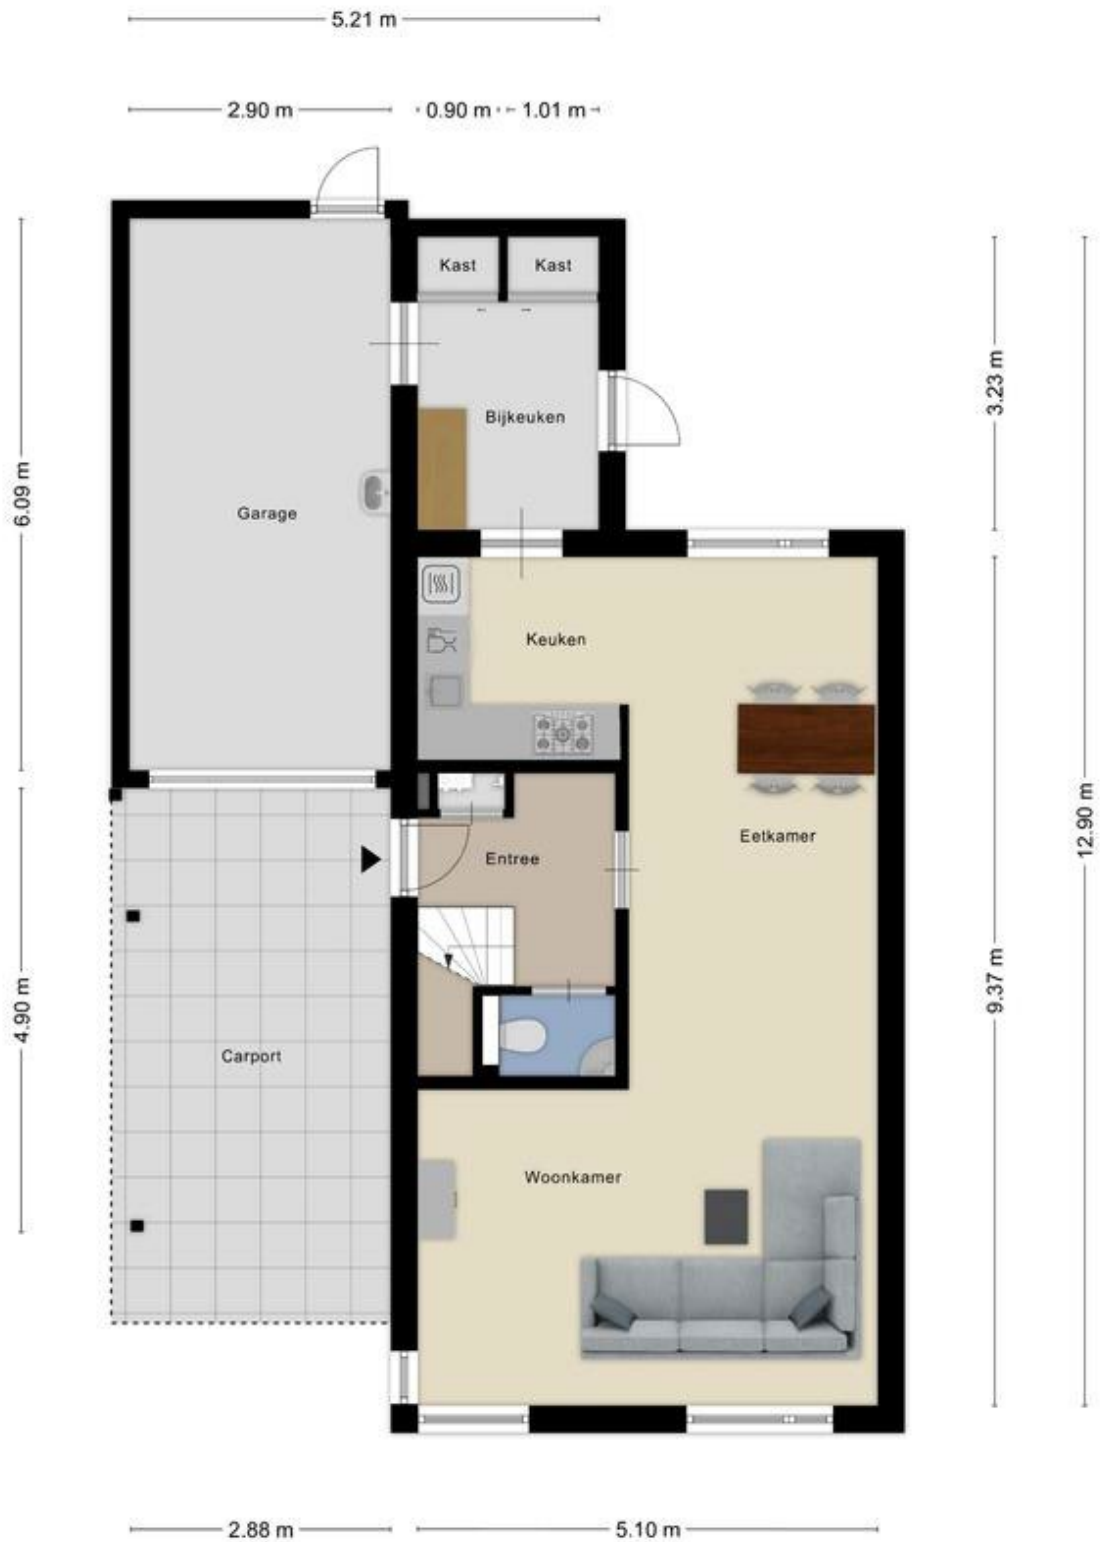 5.21 m
2.90 m
0.90 m
1.01 m
Kast
Kast
3.23 m
Bijkeuken
6.09 m
Garage
Keuken
12.90 m
Eetkamer
Entree
9.37 m
4.90 m
Carport
Woonkamer
2.88 m
5.10 m